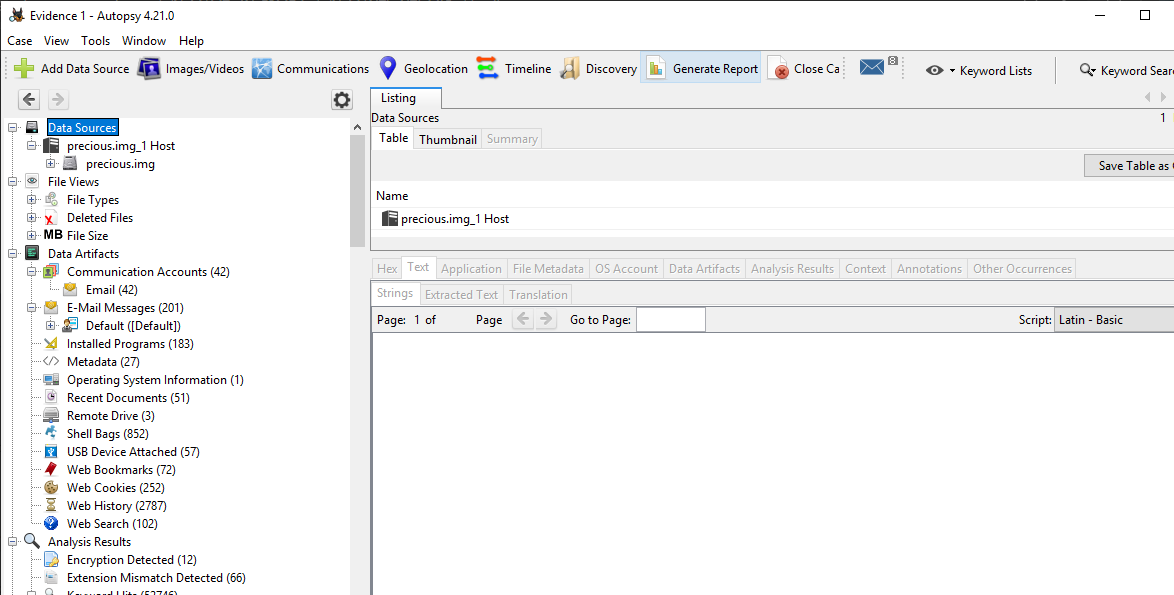 Evidence 1 - Autopsy 4.21.0
Case View Tools Window Help
Add Data Source Images/Videos Communications Geolocation Timeline Discovery Generate Report Close Ca 8 Keyword Lists Keyword Sear
Listing
Data Sources 1
Table Thumbnail Summary
Save Table as
Name
precious.img_1 Host
Data Sources
precious.img_1 Host
precious.img
File Views
File Types
Deleted Files
MB File Size
Data Artifacts
Communication Accounts (42)
Email (42)
E-Mail Messages (201)
Default ([Default])
Installed Programs (183)
Metadata (27)
Operating System Information (1)
Recent Documents (51)
Remote Drive (3)
Shell Bags (852)
USB Device Attached (57)
Web Bookmarks (72)
Web Cookies (252)
Web History (2787)
Web Search (102)
Analysis Results
Encryption Detected (12)
Extension Mismatch Detected (66)
Hex Text Application File Metadata OS Account Data Artifacts Analysis Results Context Annotations Other Occurrences
Strings Extracted Text Translation
Page: 1 of Page Go to Page: Script: Latin - Basic